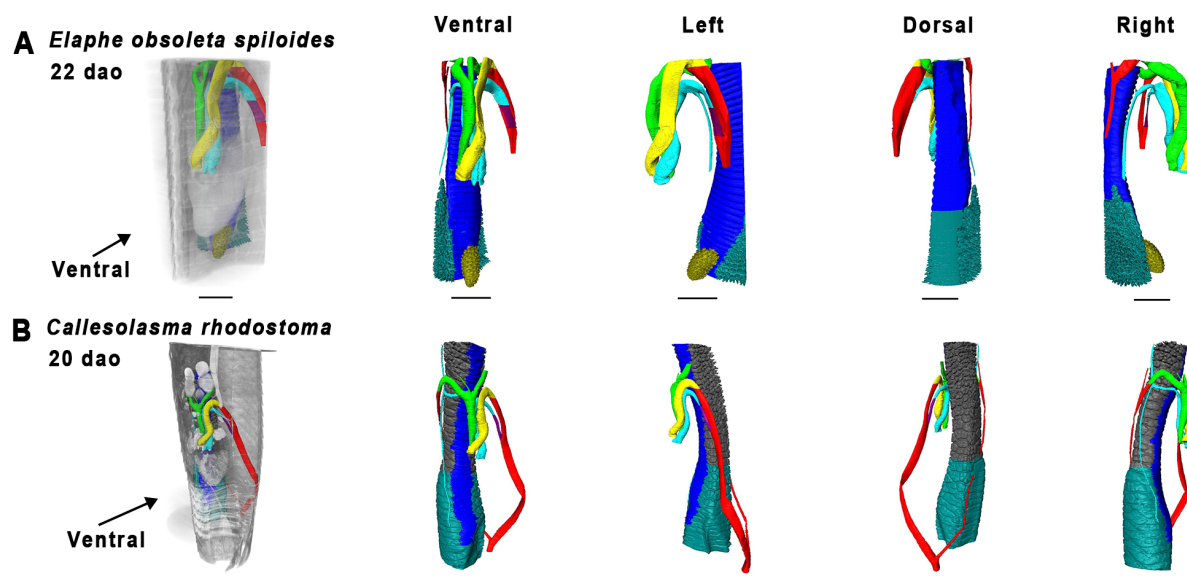 Ventral Left Dorsal Right
A Elaphe obsoleta spiloides
22 dao
Ventral
B Callesolasma rhodostoma
20 dao
Ventral